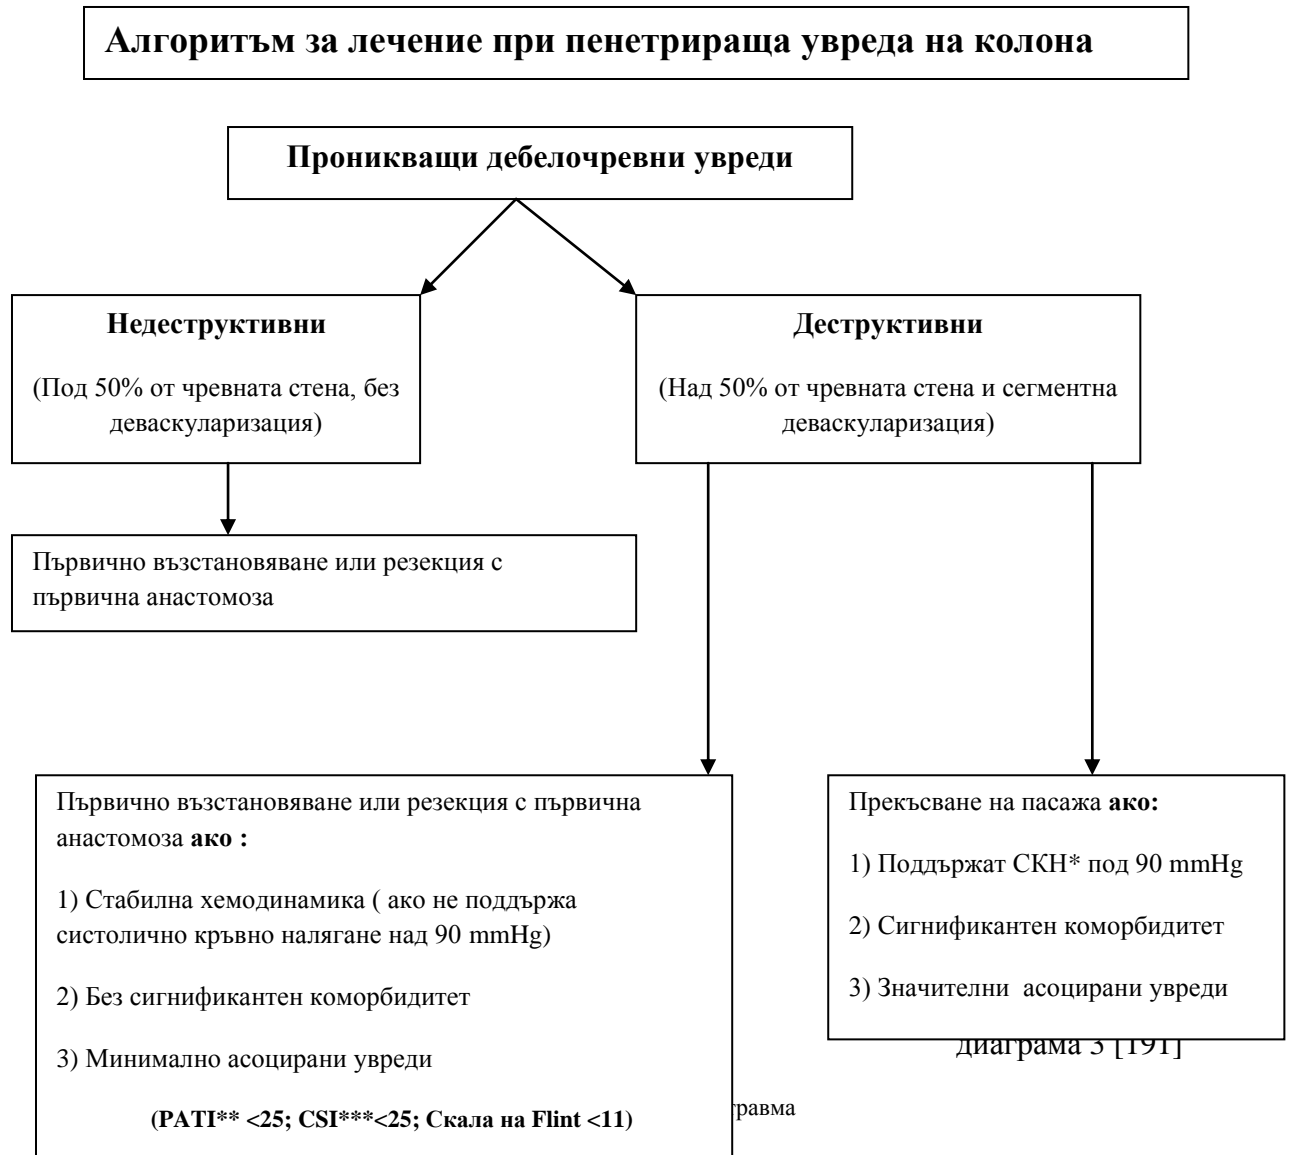 Алгоритъм за лечение при пенетрираща увреда на колона
Проникващи дебелочревни увреди
Недеструктивни
(Под 50% от чревната стена, без
деваскуларизация)
Деструктивни
(Над 50% от чревната стена и сегментна
деваскуларизация)
Първично възстановяване или резекция с
първична анастомоза
Първично възстановяване или резекция с първична
анастомоза ако :
1) Стабилна хемодинамика ( ако не поддържа
систолично кръвно налягане над 90 mmHg)
2) Без сигнификантен коморбидитет
3) Минимално асоцирани увреди
(PATI** <25; CSI***<25; Скала на Flint <11)
Прекъсване на пасажа ако:
1) Поддържат СКН* под 90 mmHg
2) Сигнификантен коморбидитет
3) Значителни асоцирани увреди
диаграма 3 [191]